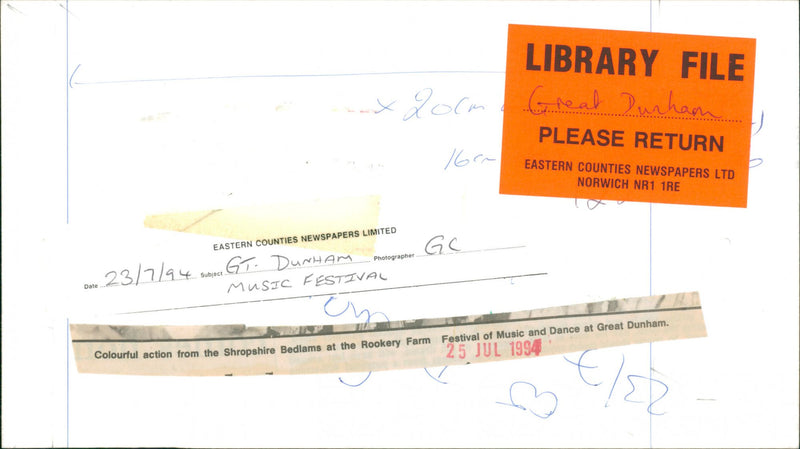 LIBRARY FILE
Great Dunham
PLEASE RETURN
EASTERN COUNTIES NEWSPAPERS LTD
NORWICH NR1 1RE
x 20cm
16cm
EASTERN COUNTIES NEWSPAPERS LIMITED
Date 23/7/94 Subject GT. DUNHAM Photographer GC
MUSIC FESTIVAL
Colourful action from the Shropshire Bedlams at the Rookery Farm Festival of Music and Dance at Great Dunham.
25 JUL 1994